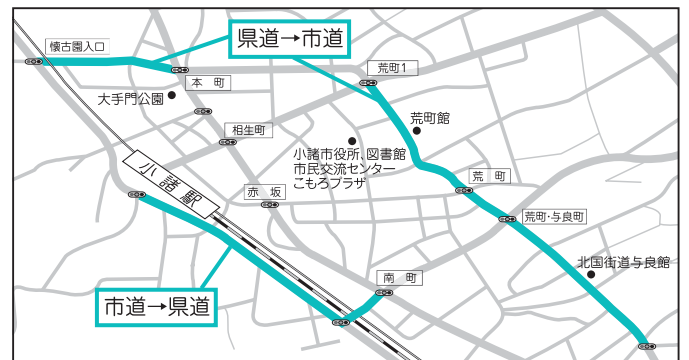 懐古園入口
県道→市道
本 町
荒町1
大手門公園
荒町館
相生町
小諸市役所、図書館
市民交流センター
こもろプラザ
小諸駅
赤 坂
荒 町
荒町・与良町
北国街道与良館
南 町
市道→県道